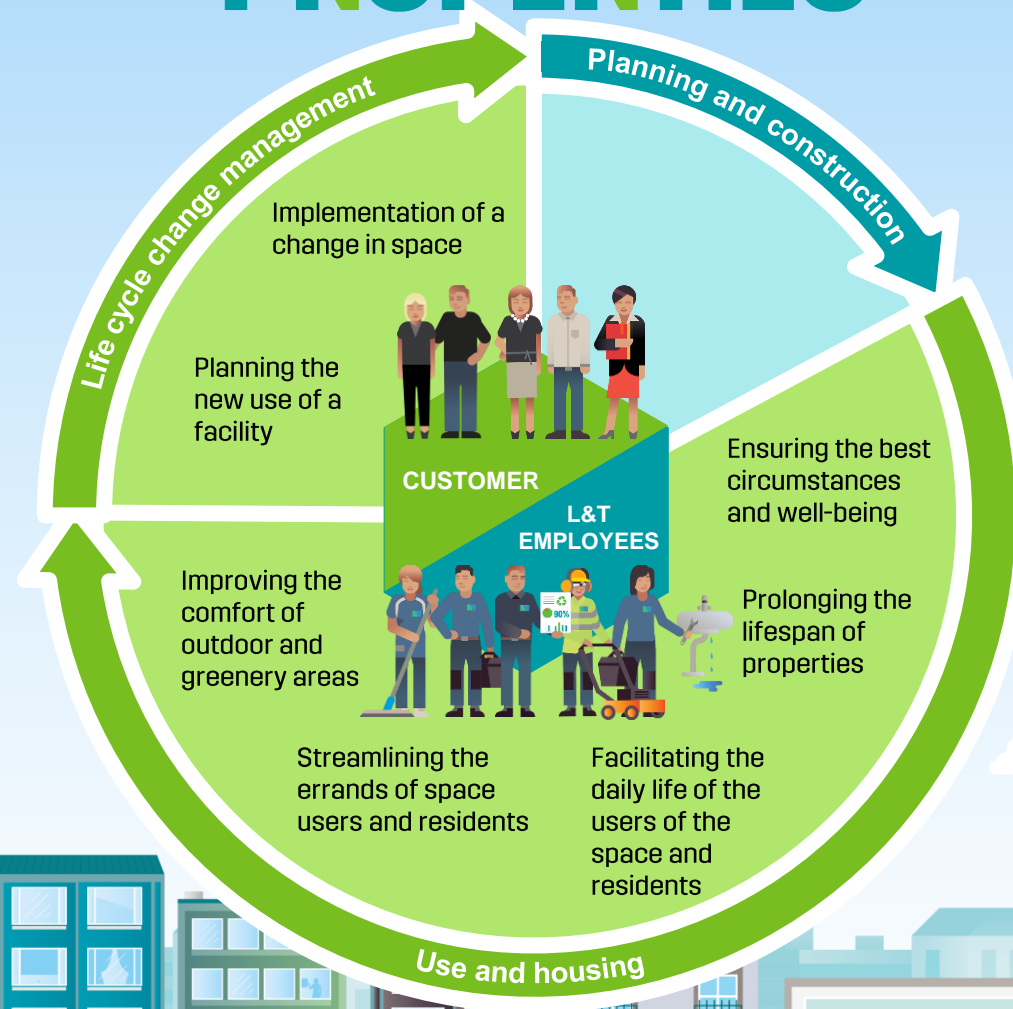 PROPERTIES
Planning and construction
Life cycle change management
Implementation of a
change in space
Planning the
new use of a
facility
CUSTOMER
L&T
EMPLOYEES
Ensuring the best
circumstances
and well-being
Prolonging the
lifespan of
properties
90%
Improving the
comfort of
outdoor and
greenery areas
Streamlining the
errands of space
users and residents
Facilitating the
daily life of the
users of the
space and
residents
Use and housing